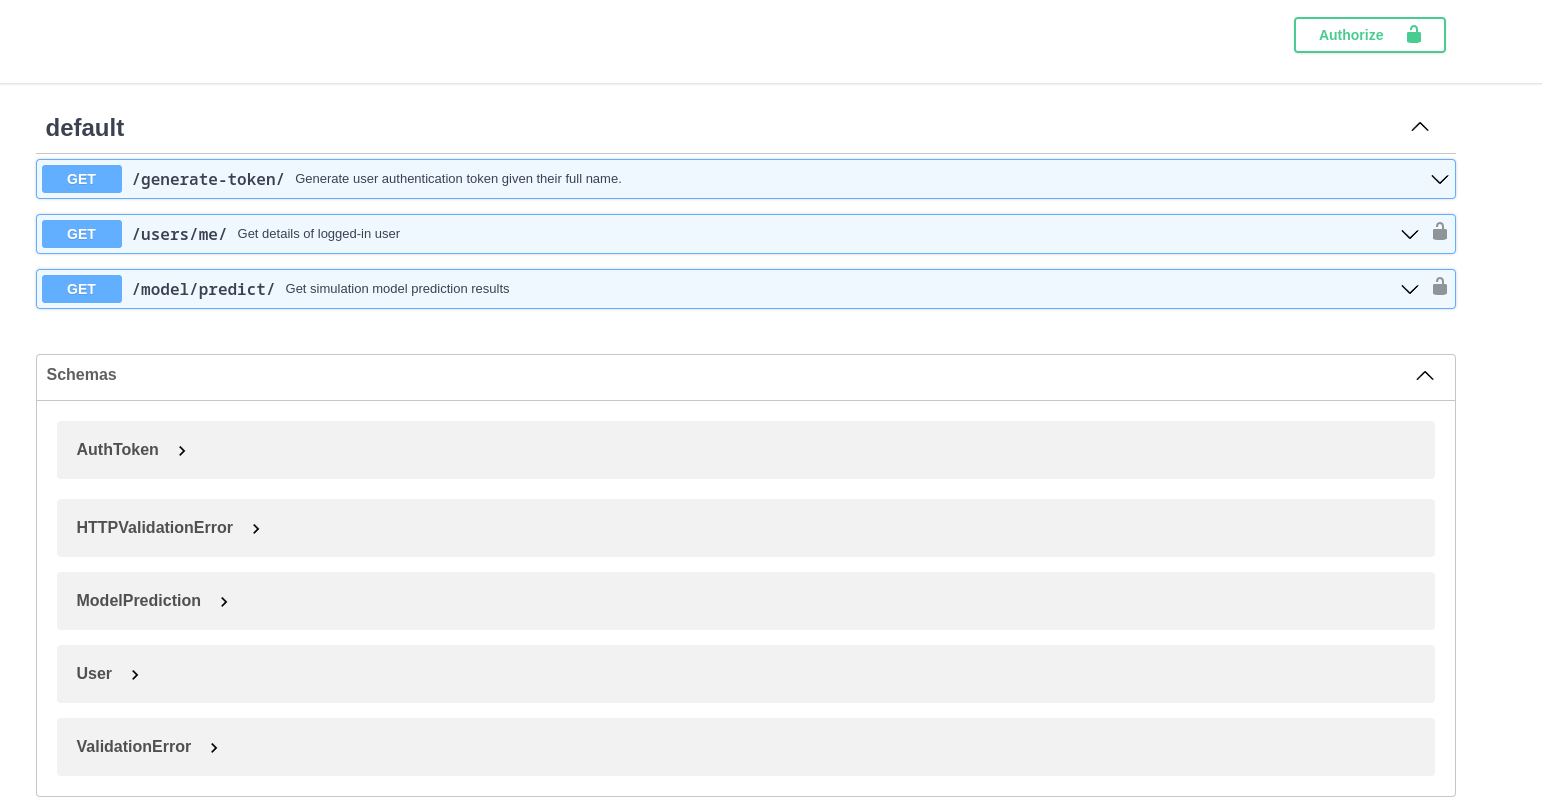 Authorize
default
GET /generate-token/ Generate user authentication token given their full name.
GET /users/me/ Get details of logged-in user
GET /model/predict/ Get simulation model prediction results
Schemas
AuthToken
HTTPValidationError
ModelPrediction
User
ValidationError